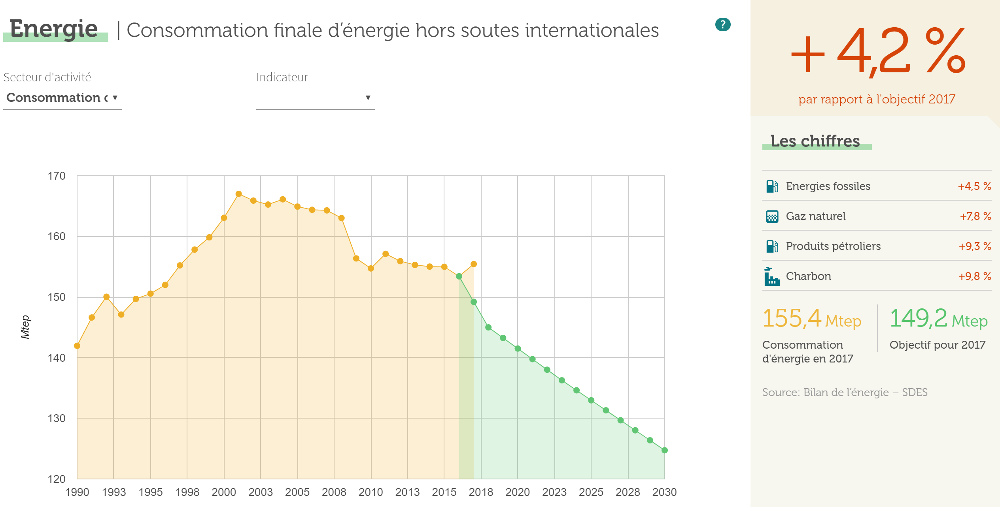 Energie | Consommation finale d’énergie hors soutes internationales
?
Secteur d'activité
Consommation
Indicateur
170
160
150
140
130
120
Mtep
1990 1993 1995 1998 2000 2003 2005 2008 2010 2013 2015 2018 2020 2023 2025 2028 2030
+ 4,2 %
par rapport à l'objectif 2017
Les chiffres
Energies fossiles +4,5 %
Gaz naturel +7,8 %
Produits pétroliers +9,3 %
Charbon +9,8 %
155,4 Mtep
Consommation
d'énergie en 2017
149,2 Mtep
Objectif pour 2017
Source: Bilan de l’énergie – SDES